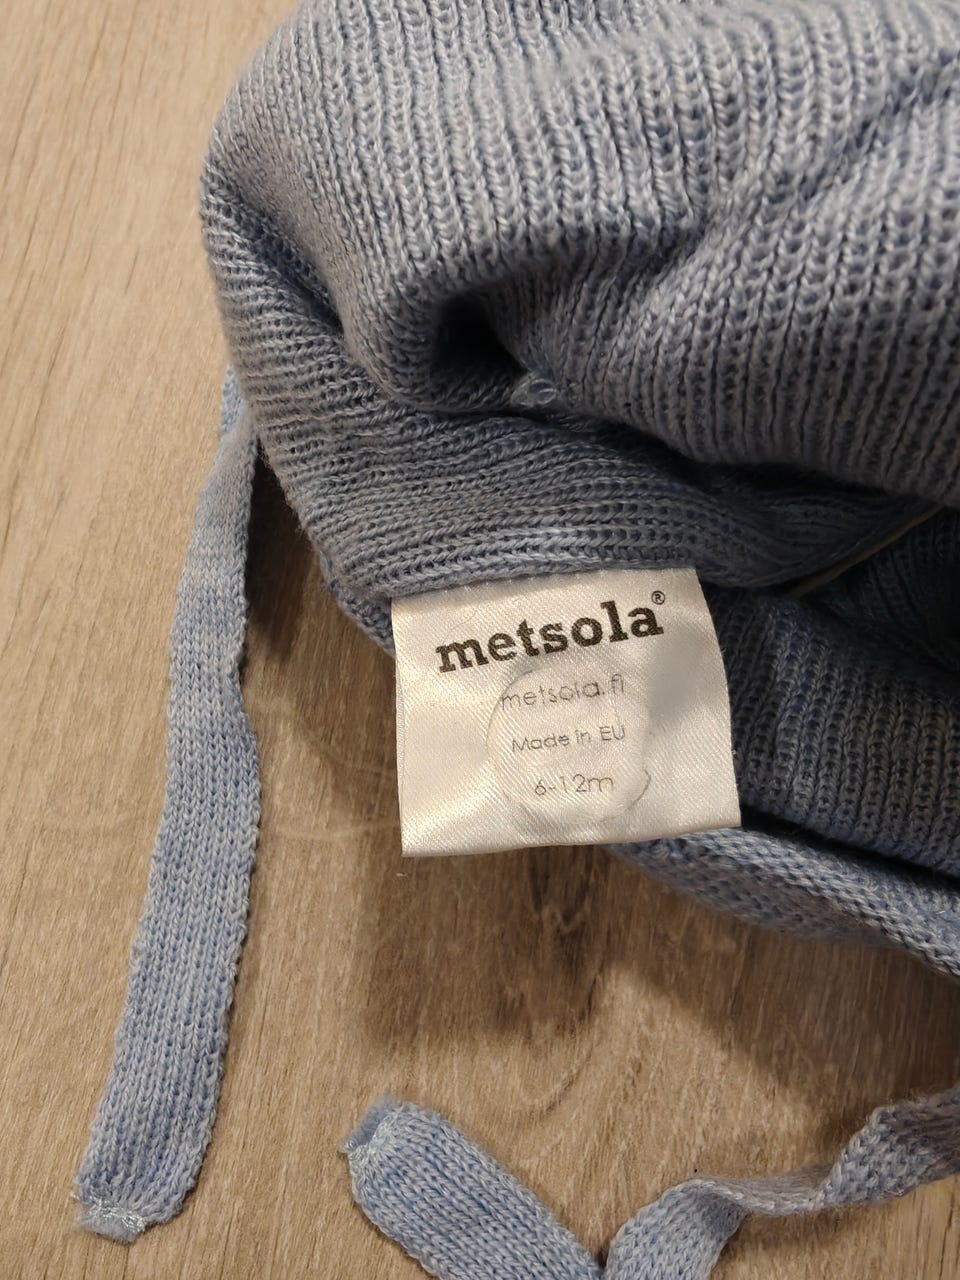 metsola®
metsola.fi
Made in EU
6-12m